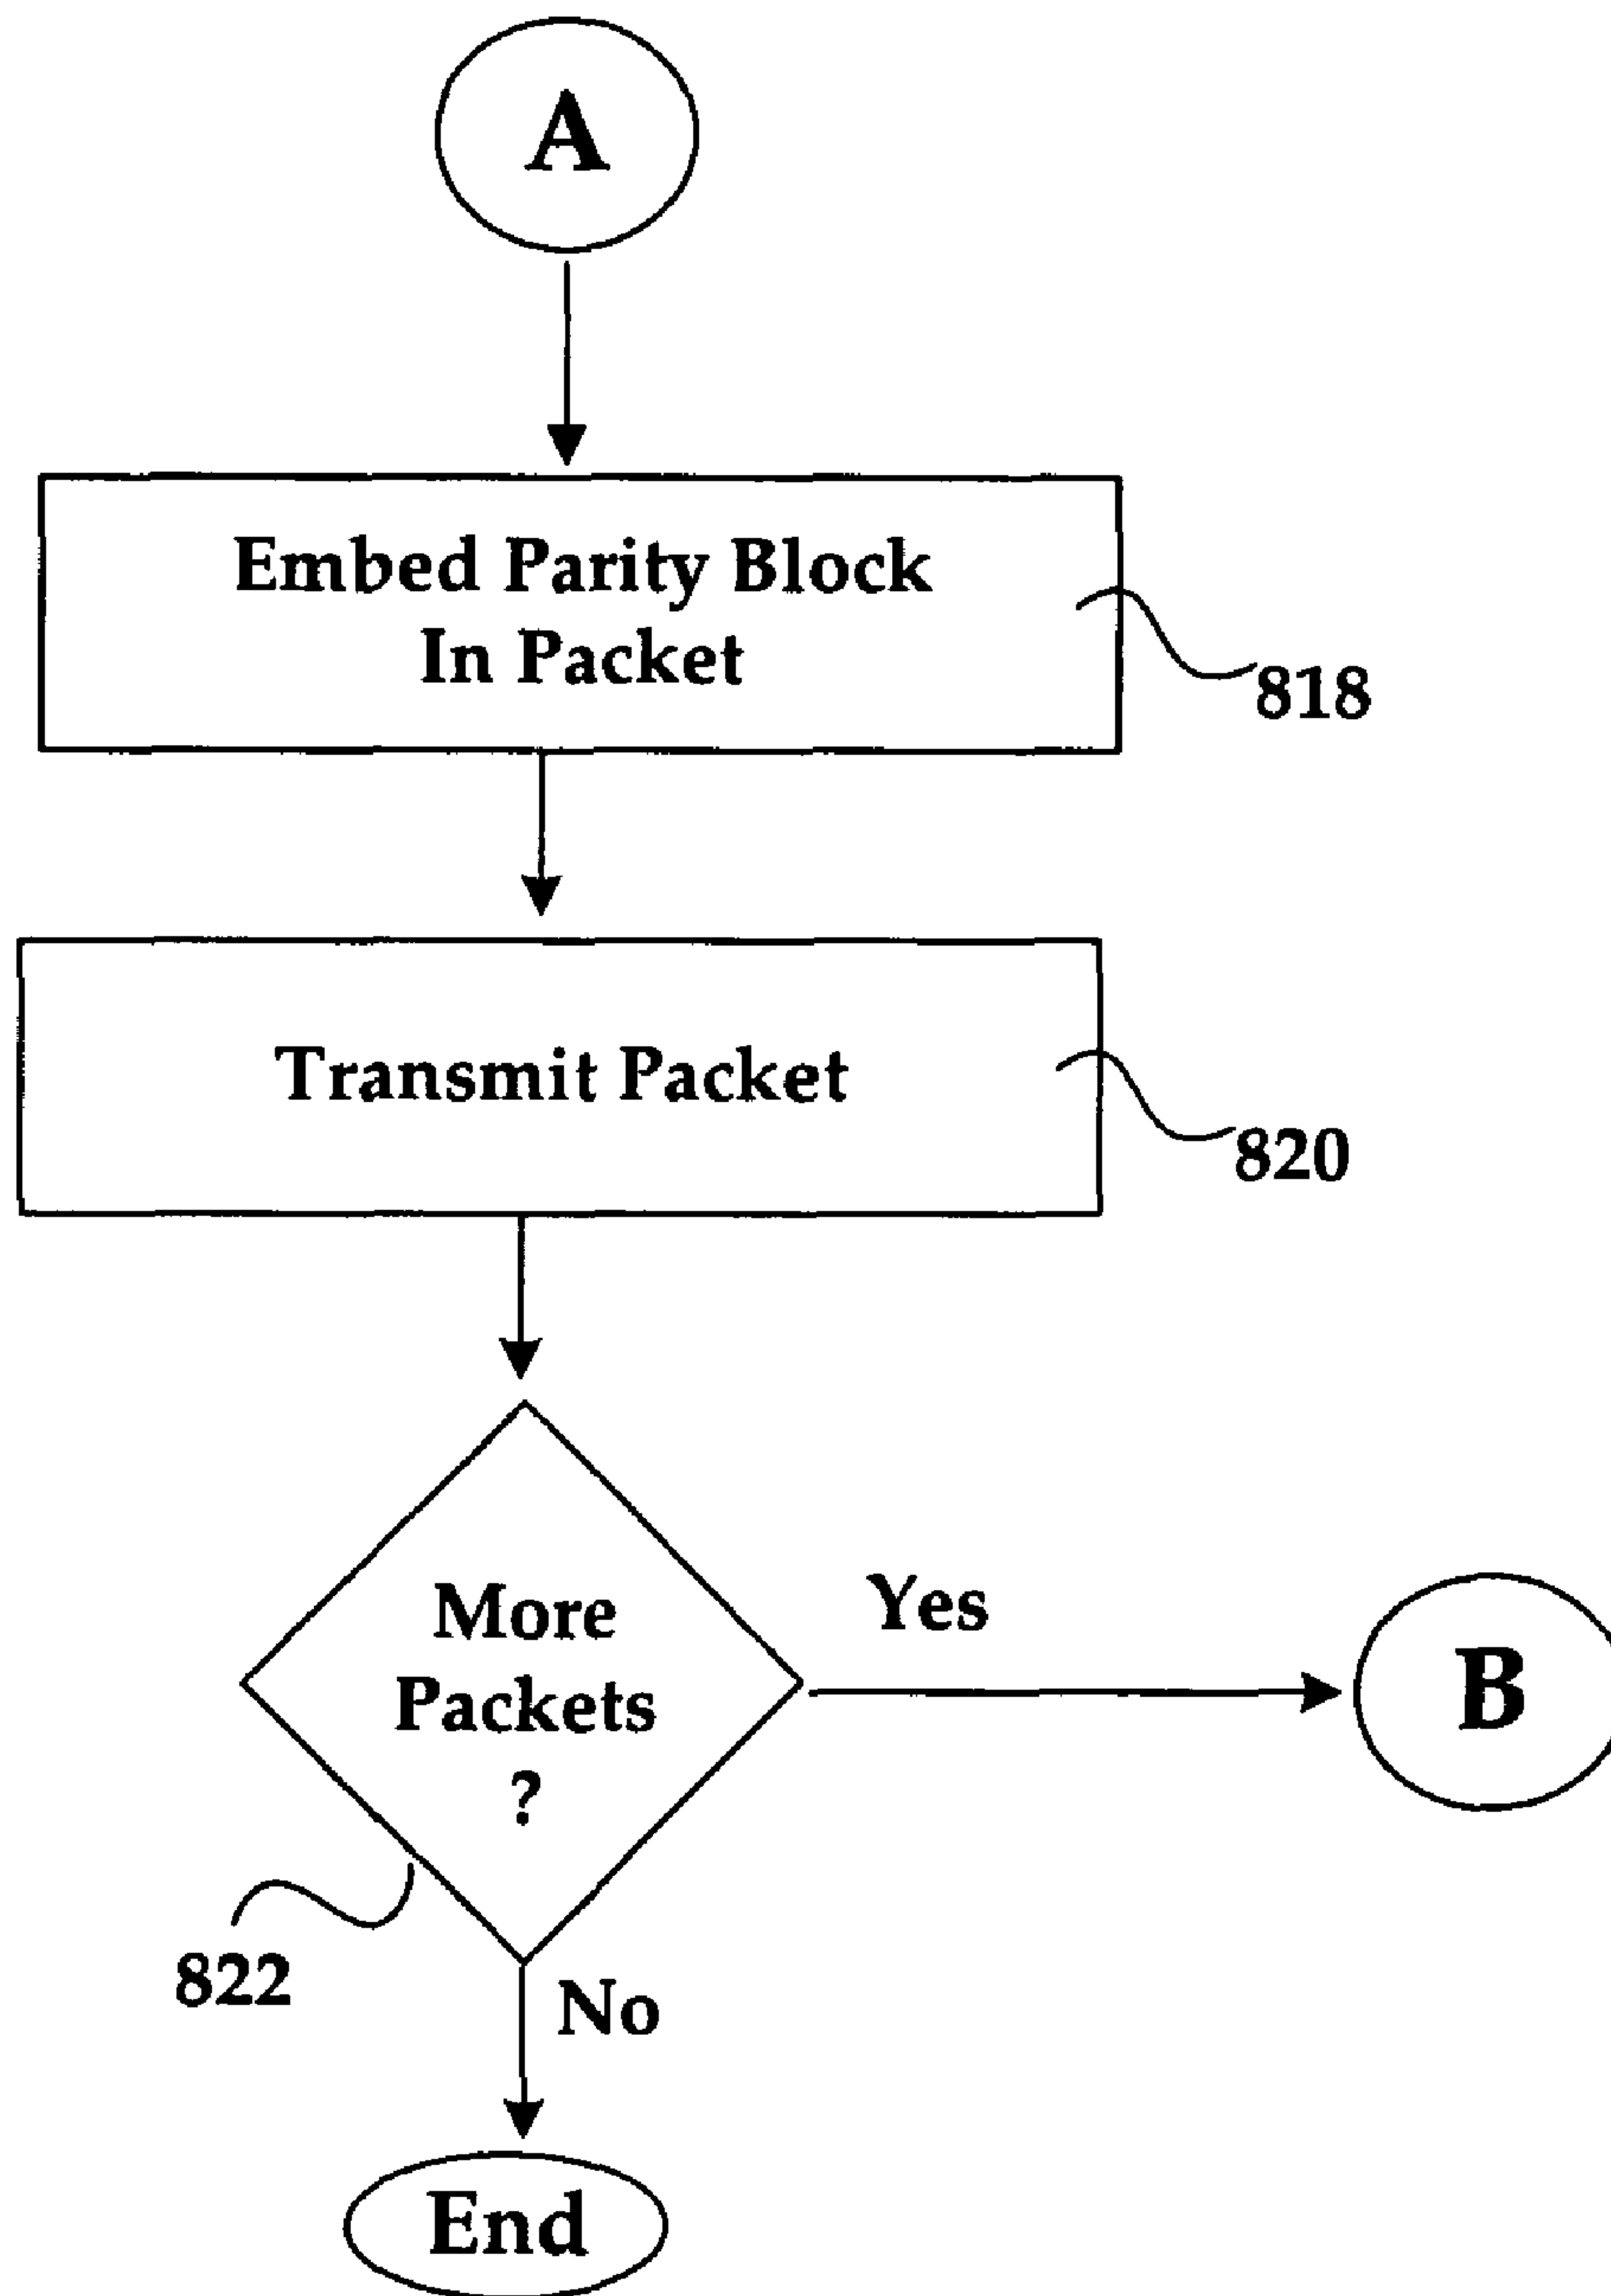 A
Embed Parity Block
In Packet
818
Transmit Packet
820
More
Packets
?
Yes
B
822
No
End